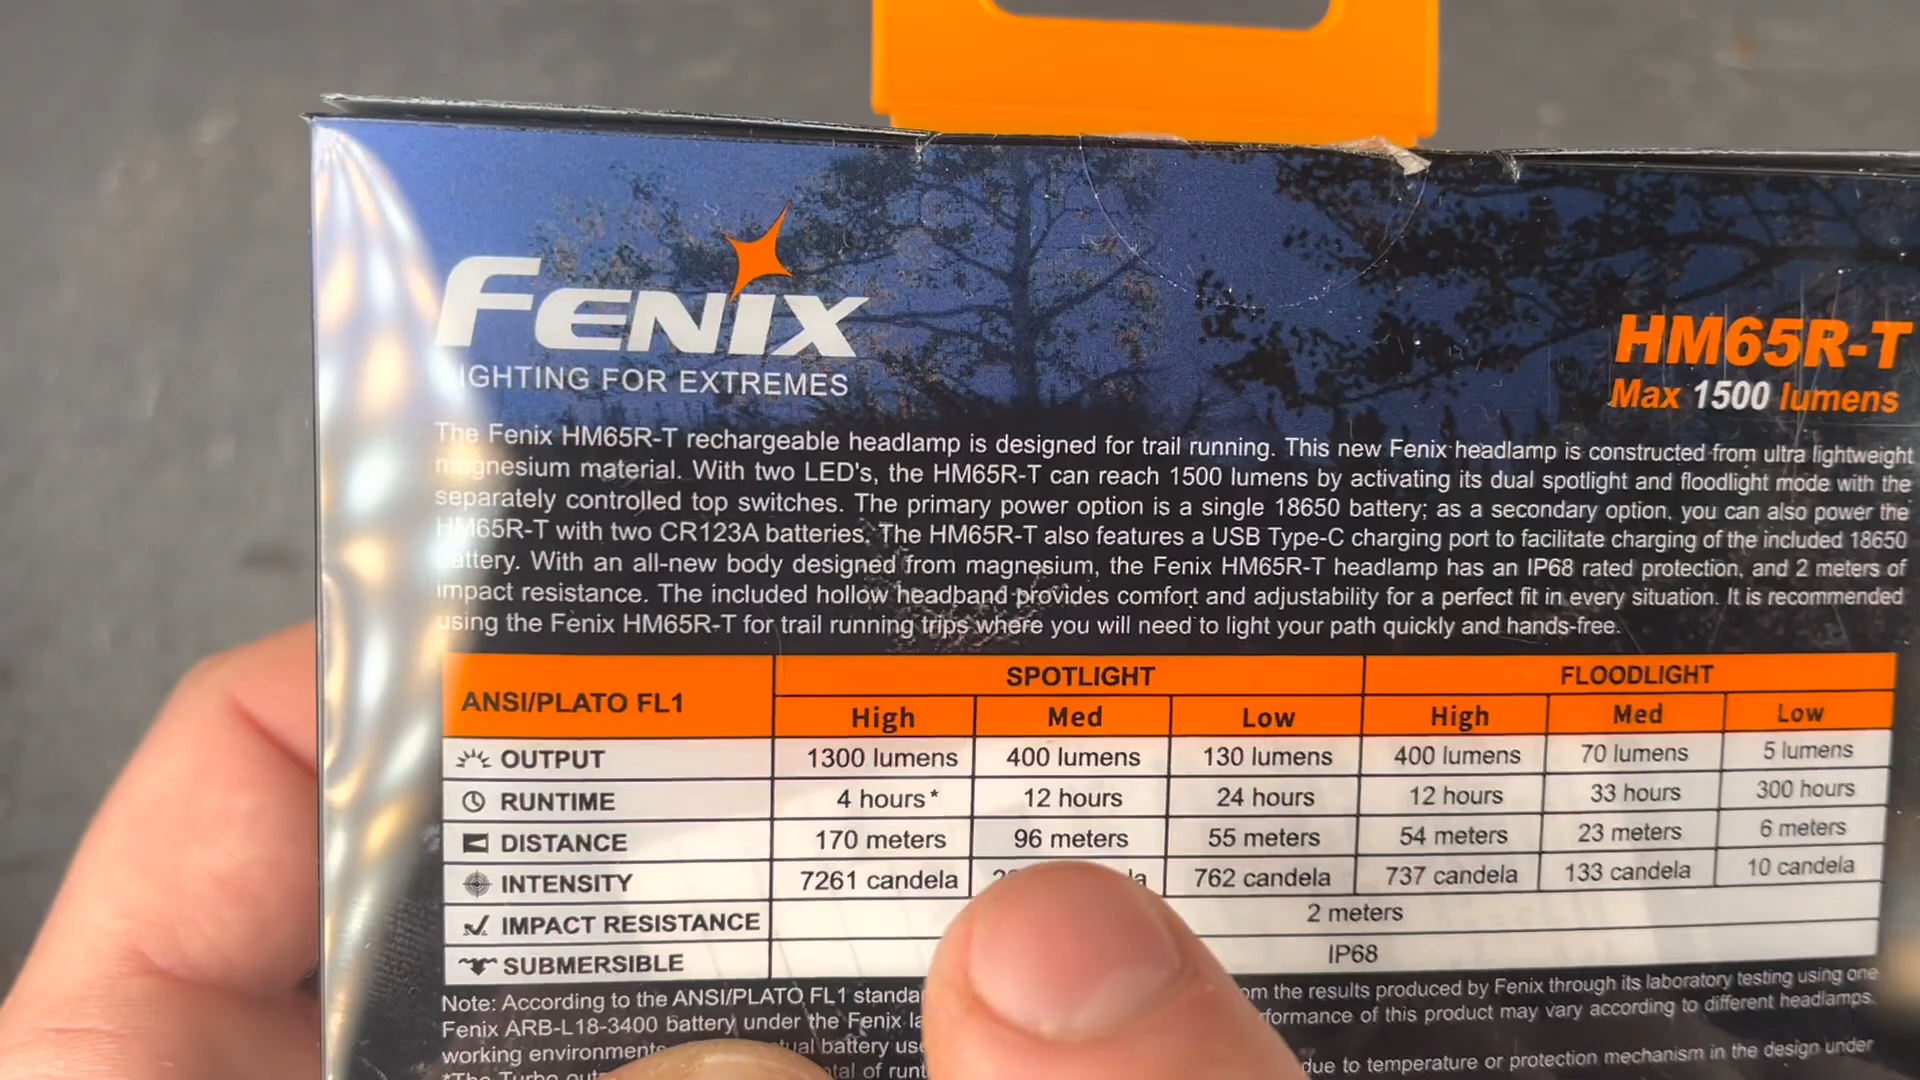 FENIX
LIGHTING FOR EXTREMES
HM65R-T
Max 1500 lumens
The Fenix HM65R-T rechargeable headlamp is designed for trail running. This new Fenix headlamp is constructed from ultra lightweight
magnesium material. With two LED's, the HM65R-T can reach 1500 lumens by activating its dual spotlight and floodlight mode with the
separately controlled top switches. The primary power option is a single 18650 battery; as a secondary option, you can also power the
HM65R-T with two CR123A batteries. The HM65R-T also features a USB Type-C charging port to facilitate charging of the included 18650
battery. With an all-new body designed from magnesium, the Fenix HM65R-T headlamp has an IP68 rated protection, and 2 meters of
impact resistance. The included hollow headband provides comfort and adjustability for a perfect fit in every situation. It is recommended
using the Fenix HM65R-T for trail running trips where you will need to light your path quickly and hands-free.
ANSI/PLATO FL1 SPOTLIGHT FLOODLIGHT
High Med Low High Med Low
OUTPUT 1300 lumens 400 lumens 130 lumens 400 lumens 70 lumens 5 lumens
RUNTIME 4 hours* 12 hours 24 hours 12 hours 33 hours 300 hours
DISTANCE 170 meters 96 meters 55 meters 54 meters 23 meters 6 meters
INTENSITY 7261 candela 762 candela 737 candela 133 candela 10 candela
IMPACT RESISTANCE 2 meters
SUBMERSIBLE IP68
Note: According to the ANSI/PLATO FL1 the results produced by Fenix through its laboratory testing using one
Fenix ARB-L18-3400 battery under the Fenix of this product may vary according to different headlamps,
working battery
*The Turbo of due to temperature or protection mechanism in the design under